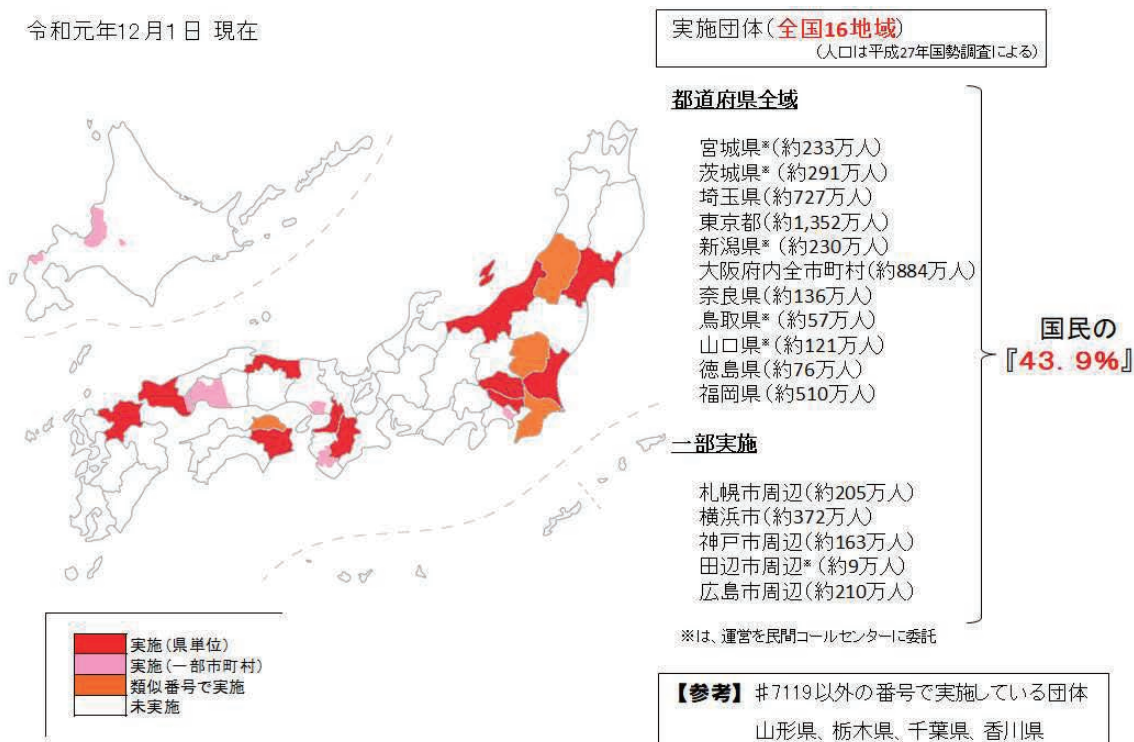 令和元年12月1日 現在
実施団体(全国16地域)
(人口は平成27年国勢調査による)
都道府県全域
宮城県※(約233万人)
茨城県※(約291万人)
埼玉県(約727万人)
東京都(約1,352万人)
新潟県※(約230万人)
大阪府内全市町村(約884万人)
奈良県(約136万人)
鳥取県※(約57万人)
山口県※(約121万人)
徳島県(約76万人)
福岡県(約510万人)
国民の
『43.9%』
一部実施
札幌市周辺(約205万人)
横浜市(約372万人)
神戸市周辺(約163万人)
田辺市周辺※(約9万人)
広島市周辺(約210万人)
※は、運営を民間コールセンターに委託
実施(県単位)
実施(一部市町村)
類似番号で実施
未実施
【参考】 #7119以外の番号で実施している団体
山形県、栃木県、千葉県、香川県